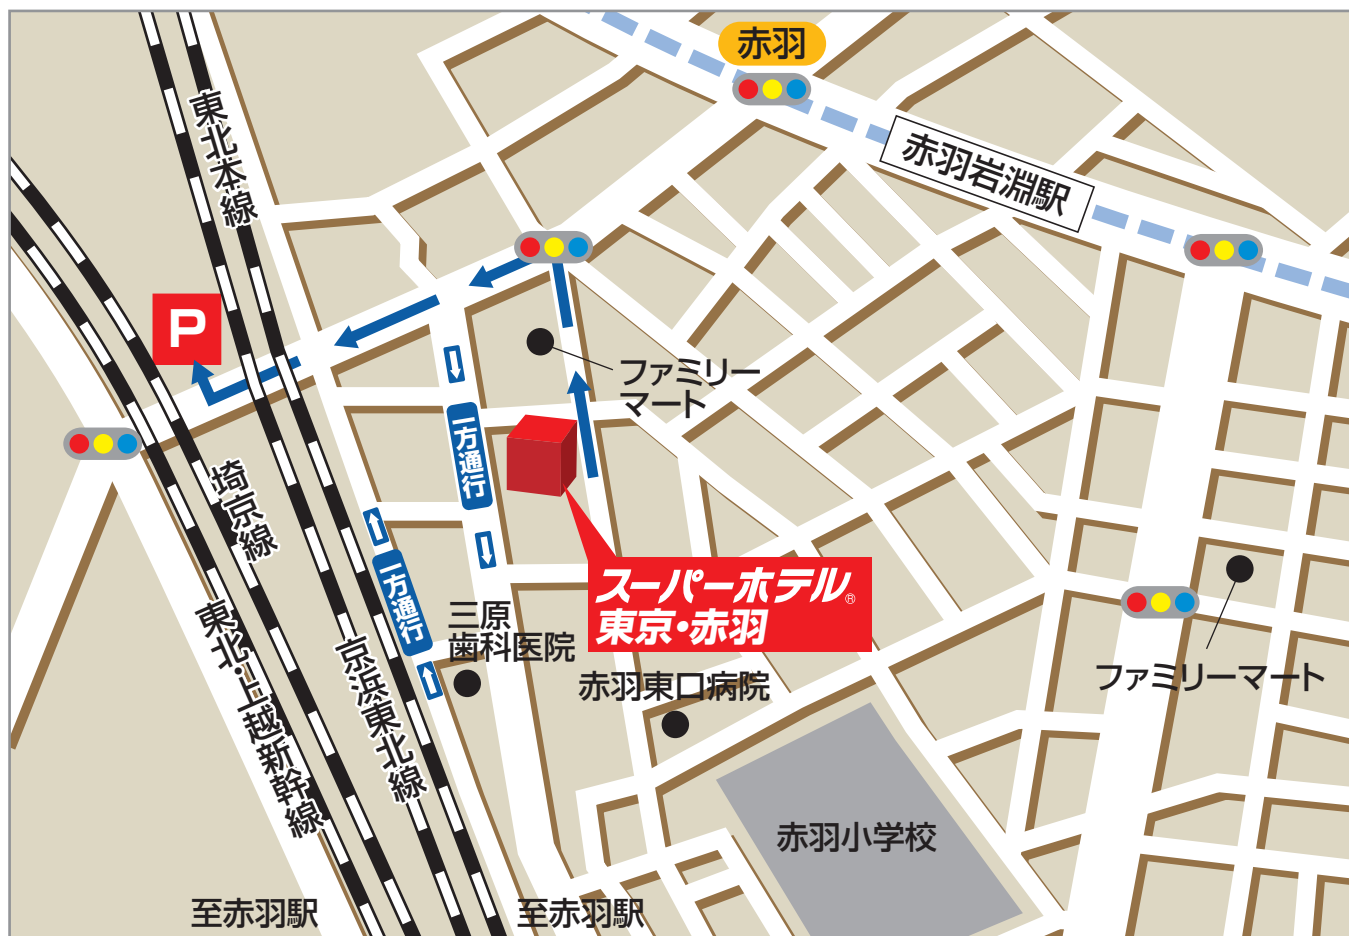 赤羽
赤羽岩淵駅
東北本線
P
ファミリー
マート
一方通行
埼京線
一方通行
スーパーホテル®
東京・赤羽
三原
歯科医院
赤羽東口病院
ファミリーマート
東北・上越新幹線
京浜東北線
赤羽小学校
至赤羽駅
至赤羽駅